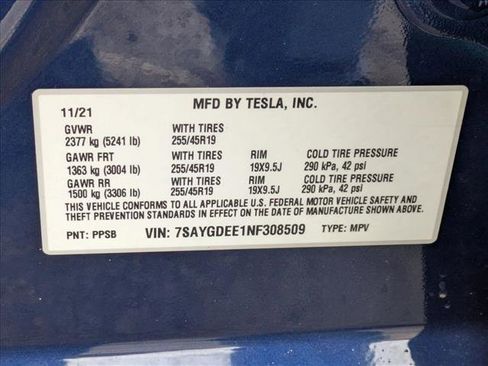 MFD BY TESLA, INC.
11/21
GVWR WITH TIRES
2377 kg (5241 lb) 255/45R19
GAWR FRT WITH TIRES RIM COLD TIRE PRESSURE
1363 kg (3004 lb) 255/45R19 19X9.5J 290 kPa, 42 psi
GAWR RR WITH TIRES RIM COLD TIRE PRESSURE
1500 kg (3306 lb) 255/45R19 19X9.5J 290 kPa, 42 psi
THIS VEHICLE CONFORMS TO ALL APPLICABLE U.S. FEDERAL MOTOR VEHICLE SAFETY AND
THEFT PREVENTION STANDARDS IN EFFECT ON THE DATE OF MANUFACTURE SHOWN ABOVE.
PNT: PPSB VIN: 7SAYGDEE1NF308509 TYPE: MPV